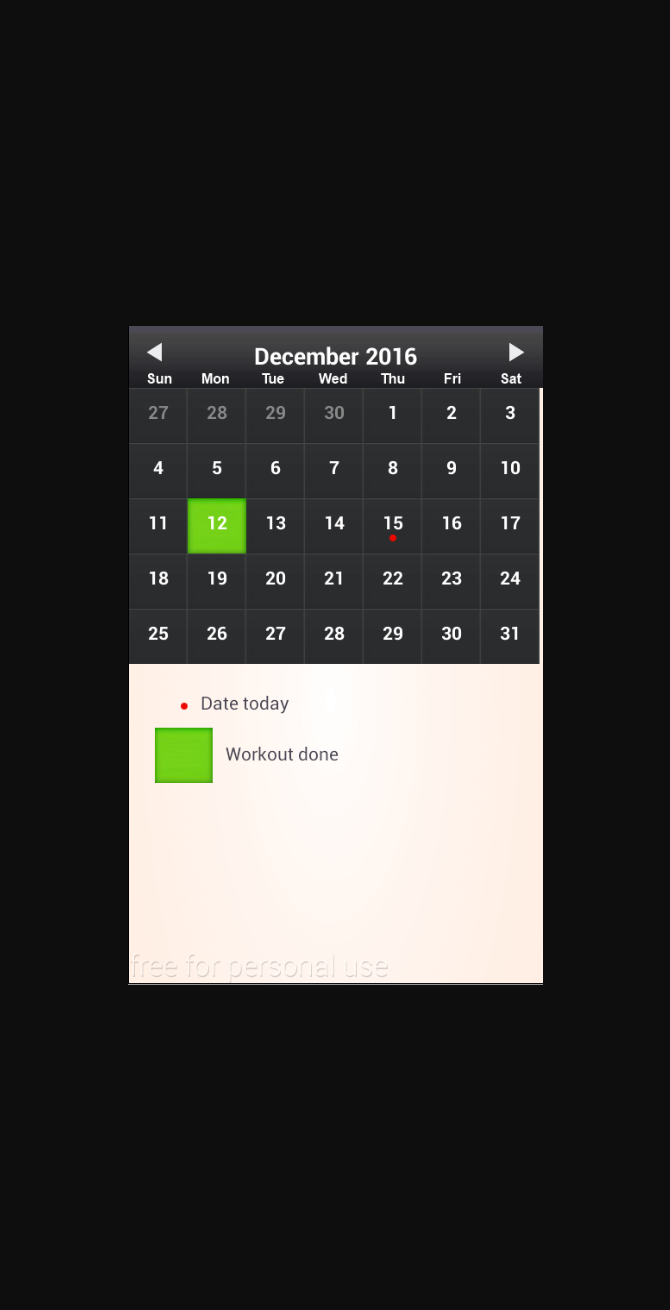 December 2016
Sun Mon Tue Wed Thu Fri Sat
27 28 29 30 1 2 3
4 5 6 7 8 9 10
11 12 13 14 15 16 17
18 19 20 21 22 23 24
25 26 27 28 29 30 31
Date today
Workout done
free for personal use